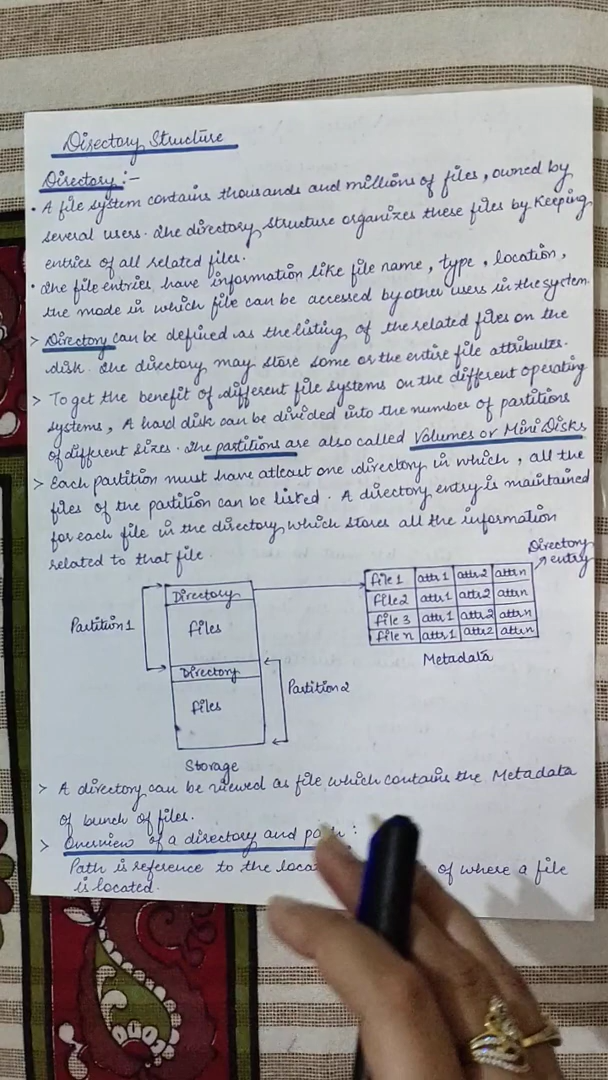 Directory Structure
Directory :-
• A file system contains thousands and millions of files, owned by
several users. The directory structure organizes these files by Keeping
entries of all related files.
• The file entries have information like file name, type, location,
the mode in which file can be accessed by other users in the system.
> Directory can be defined as the listing of the related files on the
disk. The directory may store some or the entire file attributes.
> To get the benefit of different file systems on the different operating
systems, A hard disk can be divided into the number of partitions
of different sizes. The partitions are also called Volumes or Mini Disks
> Each partition must have atleast one directory in which, all the
files of the partition can be listed. A directory entry is maintained
for each file in the directory which stores all the information
related to that file.
Directory
entry
Partition 1
Directory
files
Directory
files
Partition 2
Storage
file 1 attr 1 attr 2 attr n
File 2 attr 1 attr 2 attr n
file 3 attr 1 attr 2 attr n
file n attr 1 attr 2 attr n
Metadata
> A directory can be viewed as file which contains the Metadata
of bunch of files.
> Overview of a directory and path :
Path is reference to the of where a file
is located.